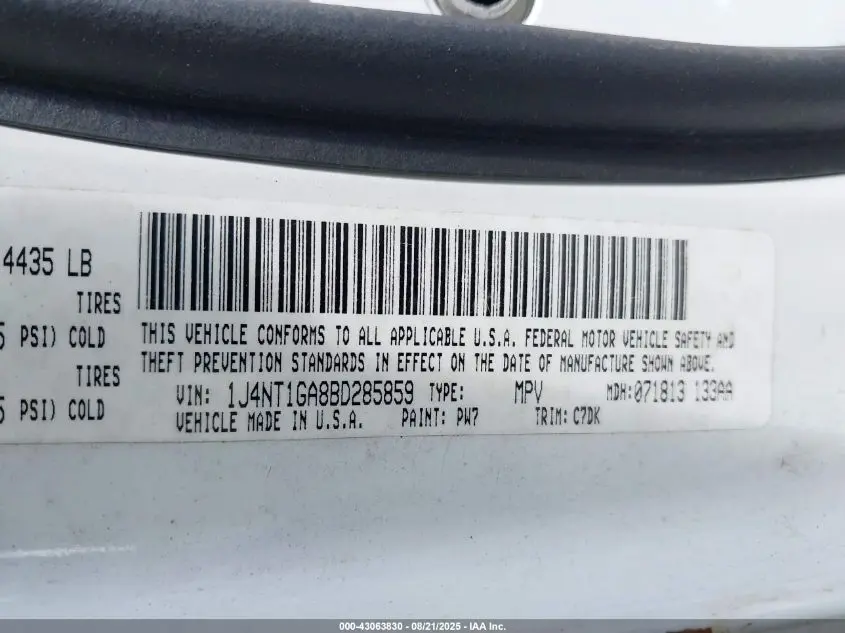 4435 LB
TIRES
PSI) COLD
TIRES
PSI) COLD
THIS VEHICLE CONFORMS TO ALL APPLICABLE U.S.A. FEDERAL MOTOR VEHICLE SAFETY AND
THEFT PREVENTION STANDARDS IN EFFECT ON THE DATE OF MANUFACTURE SHOWN ABOVE.
VIN: 1J4NT1GA8BD285859 TYPE: MPV MDH:071813 133AA
VEHICLE MADE IN U.S.A. PAINT: PW7 TRIM: C7DK
000-43063830 - 08/21/2025 - IAA Inc.